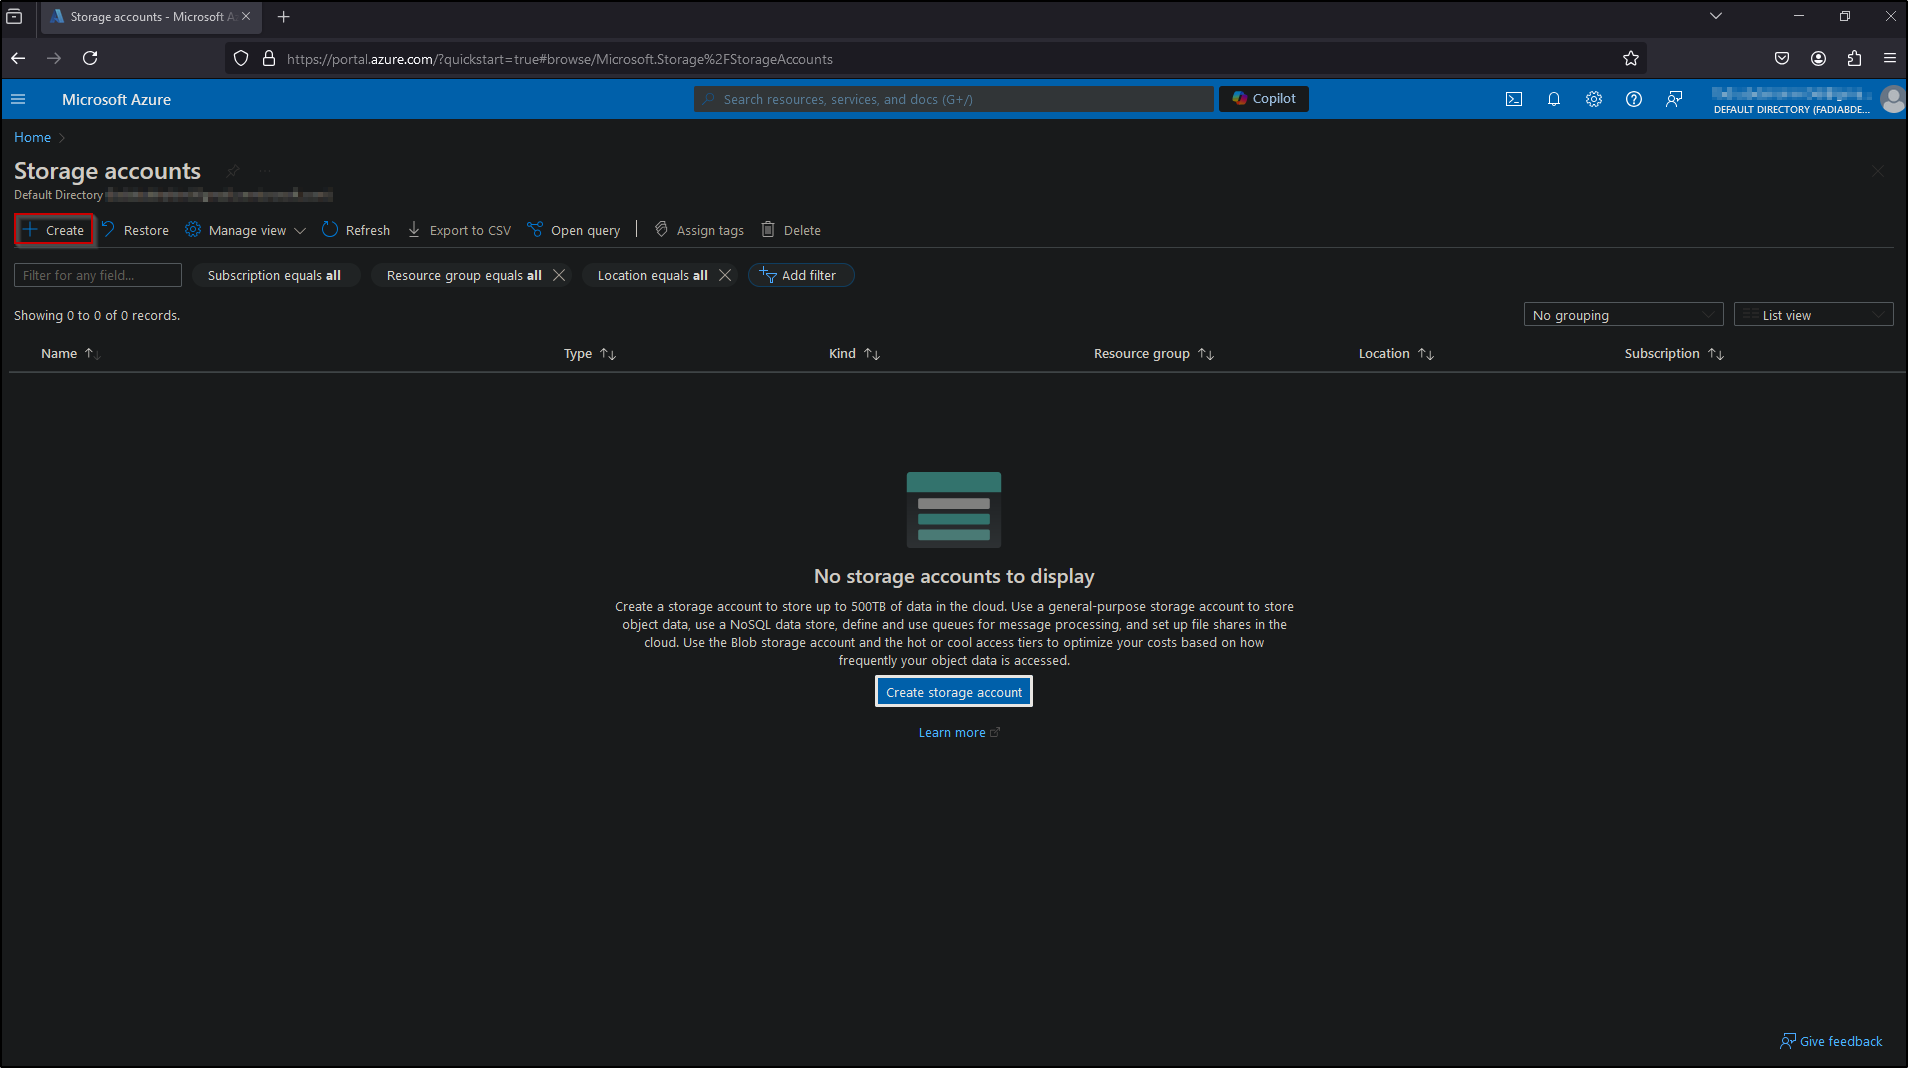 Storage accounts - Microsoft A
https://portal.azure.com/?quickstart=true#browse/Microsoft.Storage%2FStorageAccounts
Microsoft Azure
Search resources, services, and docs (G+/)
Copilot
DEFAULT DIRECTORY (FADIABDE...
Home
Storage accounts
Default Directory
Create
Restore
Manage view
Refresh
Export to CSV
Open query
Assign tags
Delete
Filter for any field...
Subscription equals all
Resource group equals all
Location equals all
Add filter
Showing 0 to 0 of 0 records.
No grouping
List view
Name
Type
Kind
Resource group
Location
Subscription
No storage accounts to display
Create a storage account to store up to 500TB of data in the cloud. Use a general-purpose storage account to store
object data, use a NoSQL data store, define and use queues for message processing, and set up file shares in the
cloud. Use the Blob storage account and the hot or cool access tiers to optimize your costs based on how
frequently your object data is accessed.
Create storage account
Learn more
Give feedback